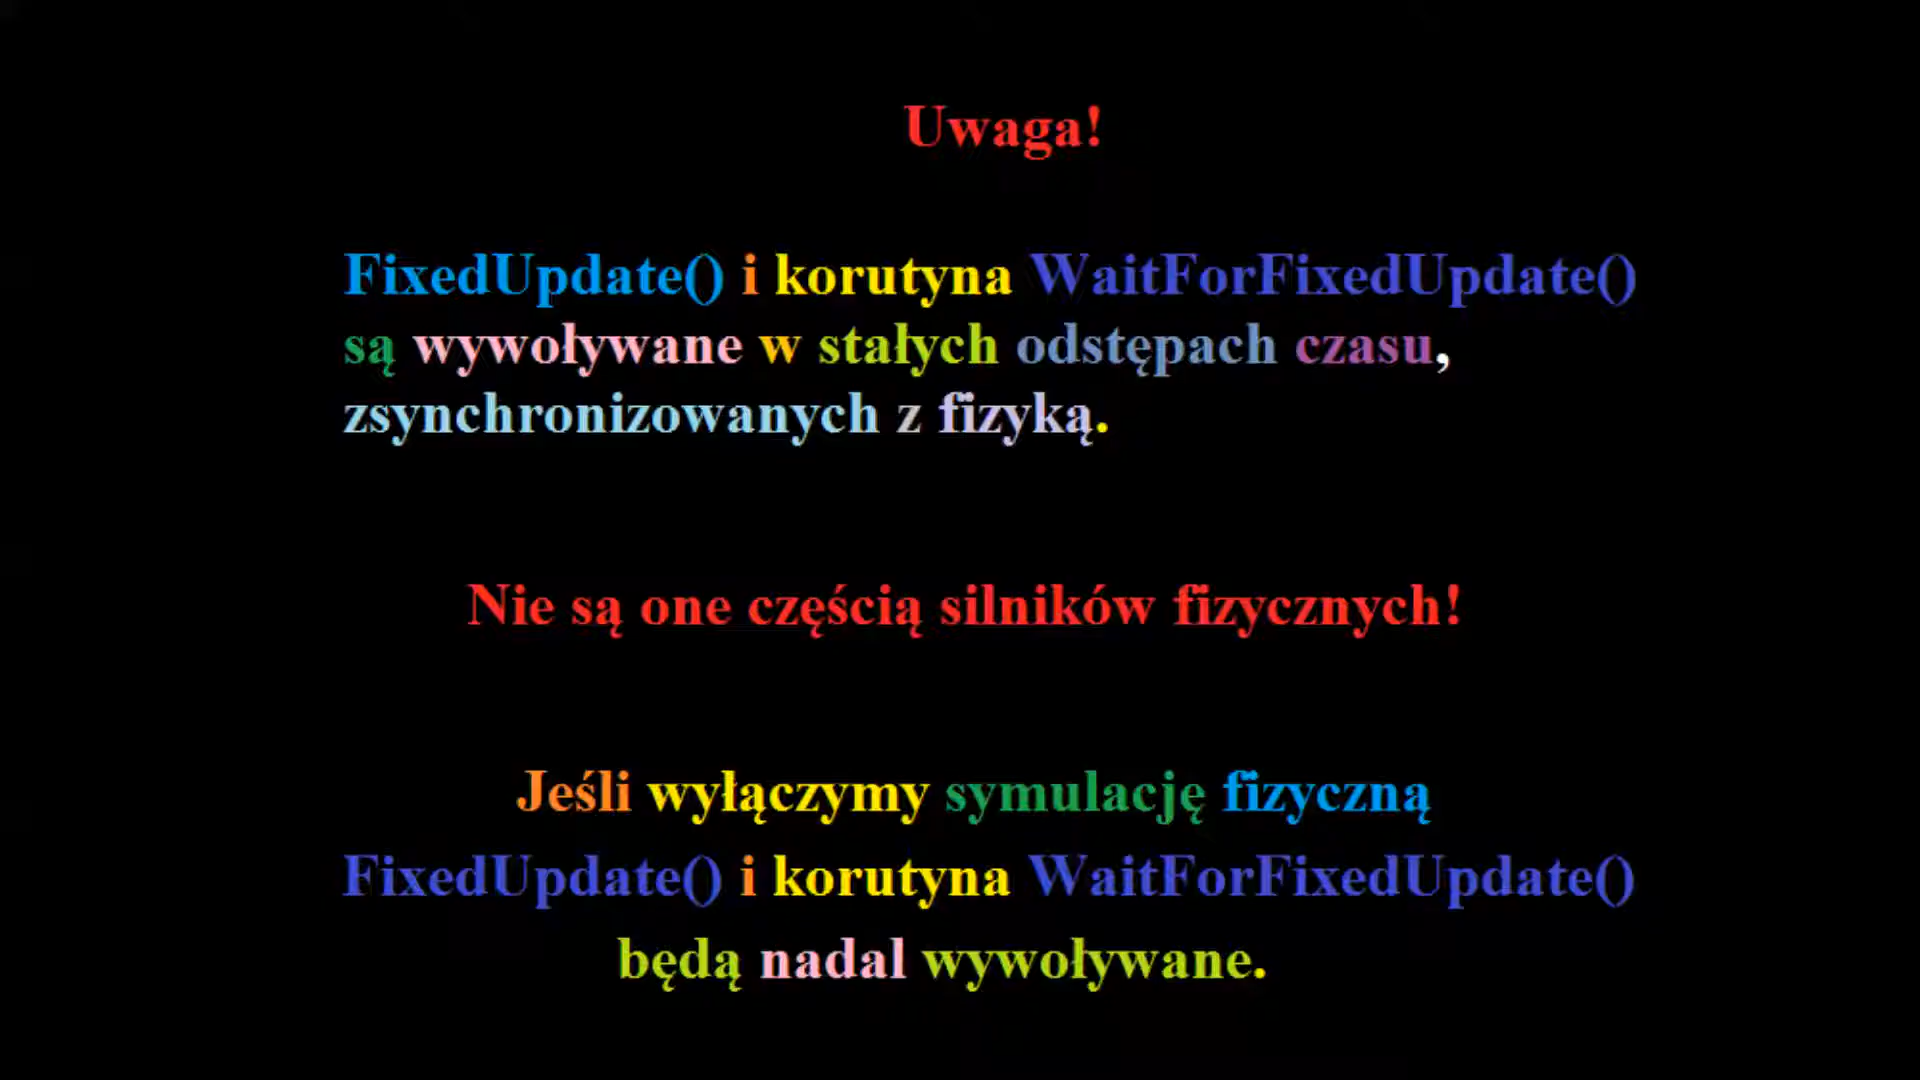 Uwaga!
FixedUpdate() i korutyna WaitForFixedUpdate()
są wywoływane w stałych odstępach czasu,
zsynchronizowanych z fizyką.
Nie są one częścią silników fizycznych!
Jeśli wyłączymy symulację fizyczną
FixedUpdate() i korutyna WaitForFixedUpdate()
będą nadal wywoływane.